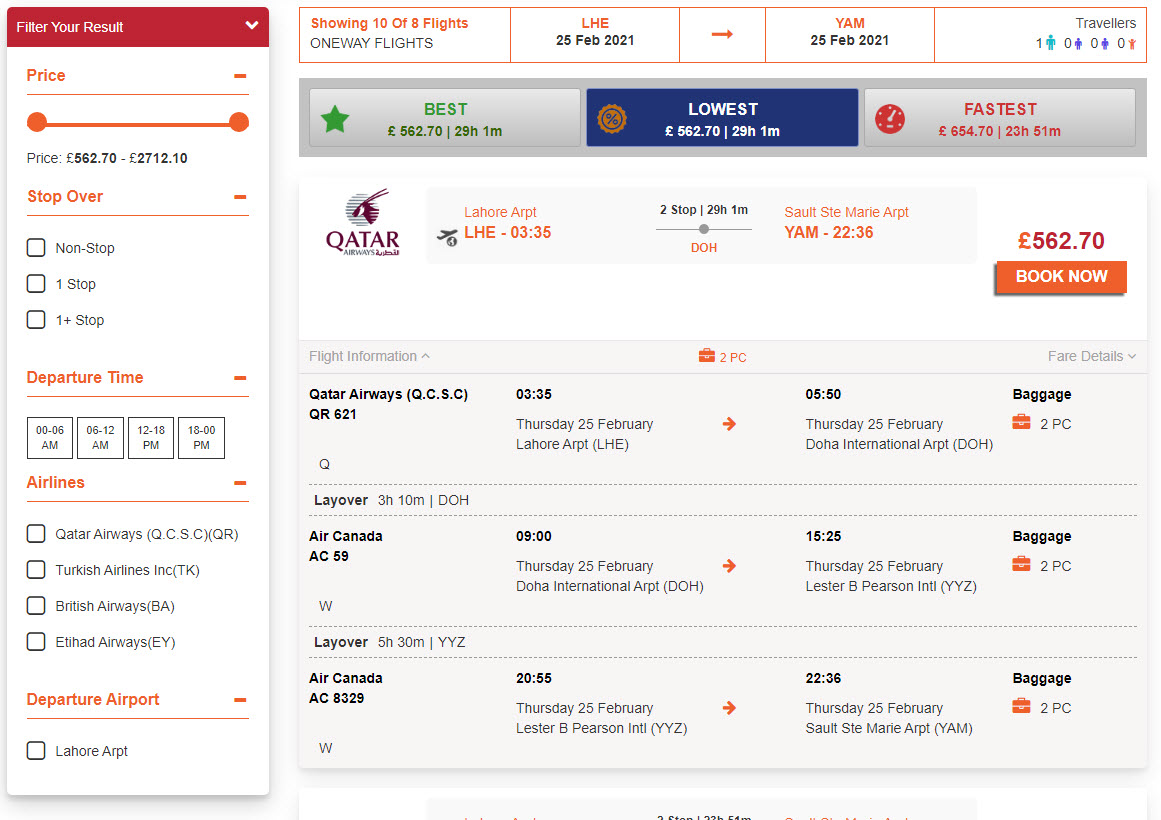 Filter Your Result
Price
Price: £562.70 - £2712.10
Stop Over
Non-Stop
1 Stop
1+ Stop
Departure Time
00-06 06-12 12-18 18-00
AM AM PM PM
Airlines
Qatar Airways (Q.C.S.C)(QR)
Turkish Airlines Inc(TK)
British Airways(BA)
Etihad Airways(EY)
Departure Airport
Lahore Arpt
Showing 10 Of 8 Flights
ONEWAY FLIGHTS
LHE
25 Feb 2021
YAM
25 Feb 2021
Travellers
1 0 0 0
BEST
£ 562.70 | 29h 1m
LOWEST
£ 562.70 | 29h 1m
FASTEST
£ 654.70 | 23h 51m
QATAR
AIRWAYS القطرية
Lahore Arpt
LHE - 03:35
2 Stop | 29h 1m
DOH
Sault Ste Marie Arpt
YAM - 22:36
£562.70
BOOK NOW
Flight Information 2 PC Fare Details
Qatar Airways (Q.C.S.C) 03:35 05:50 Baggage
QR 621
Thursday 25 February Thursday 25 February 2 PC
Lahore Arpt (LHE) Doha International Arpt (DOH)
Q
Layover 3h 10m | DOH
Air Canada 09:00 15:25 Baggage
AC 59
Thursday 25 February Thursday 25 February 2 PC
Doha International Arpt (DOH) Lester B Pearson Intl (YYZ)
W
Layover 5h 30m | YYZ
Air Canada 20:55 22:36 Baggage
AC 8329
Thursday 25 February Thursday 25 February 2 PC
Lester B Pearson Intl (YYZ) Sault Ste Marie Arpt (YAM)
W